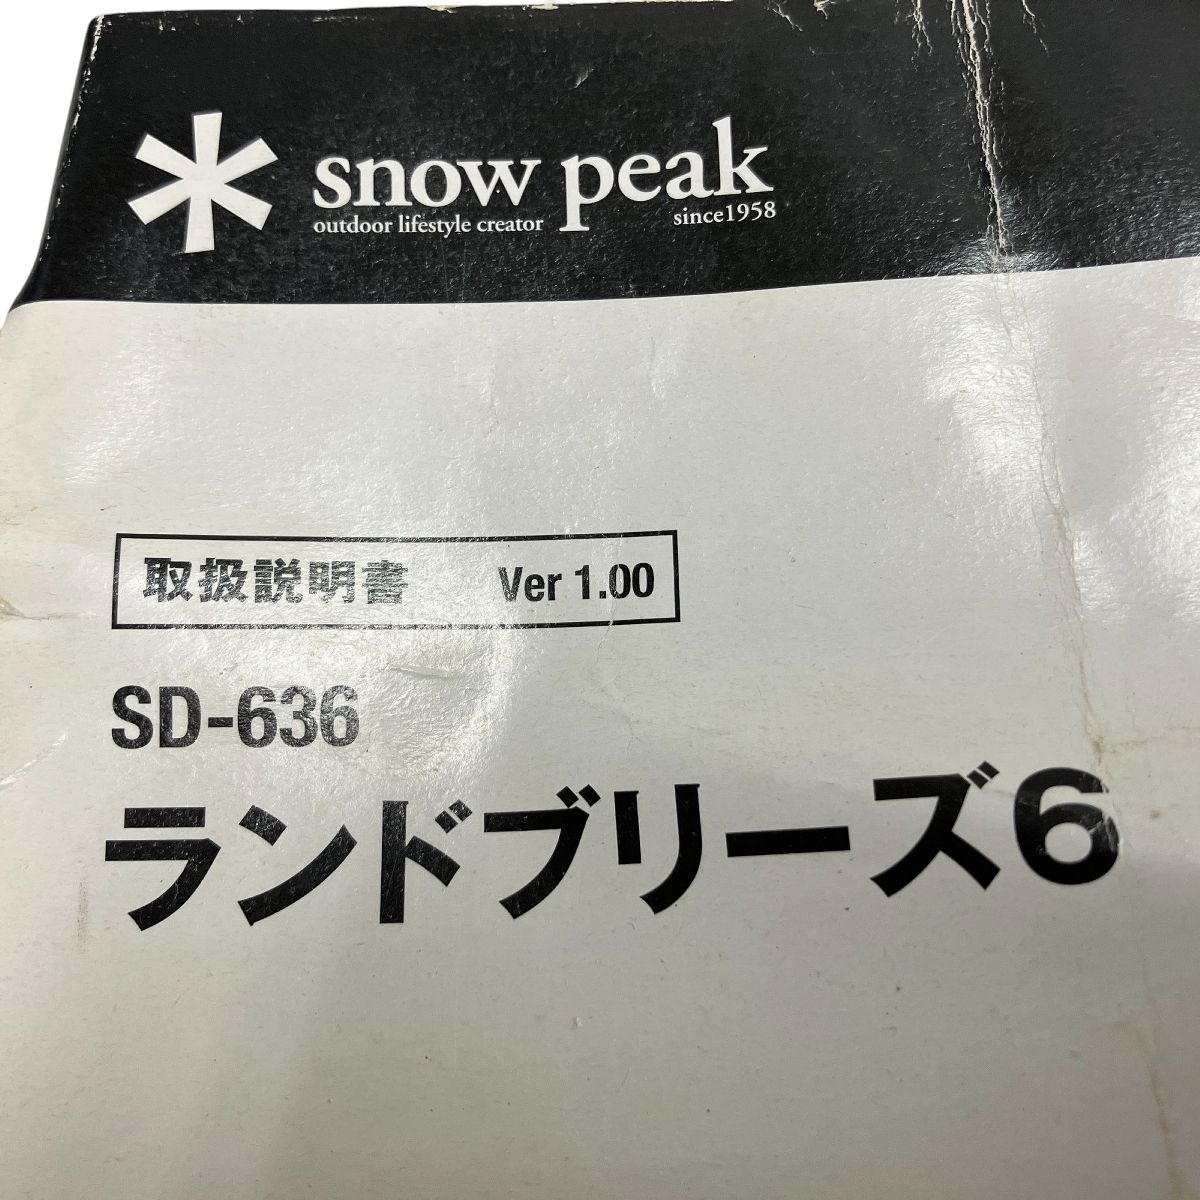 snow peak
outdoor lifestyle creator since1958
取扱説明書 Ver 1.00
SD-636
ランドブリーズ6